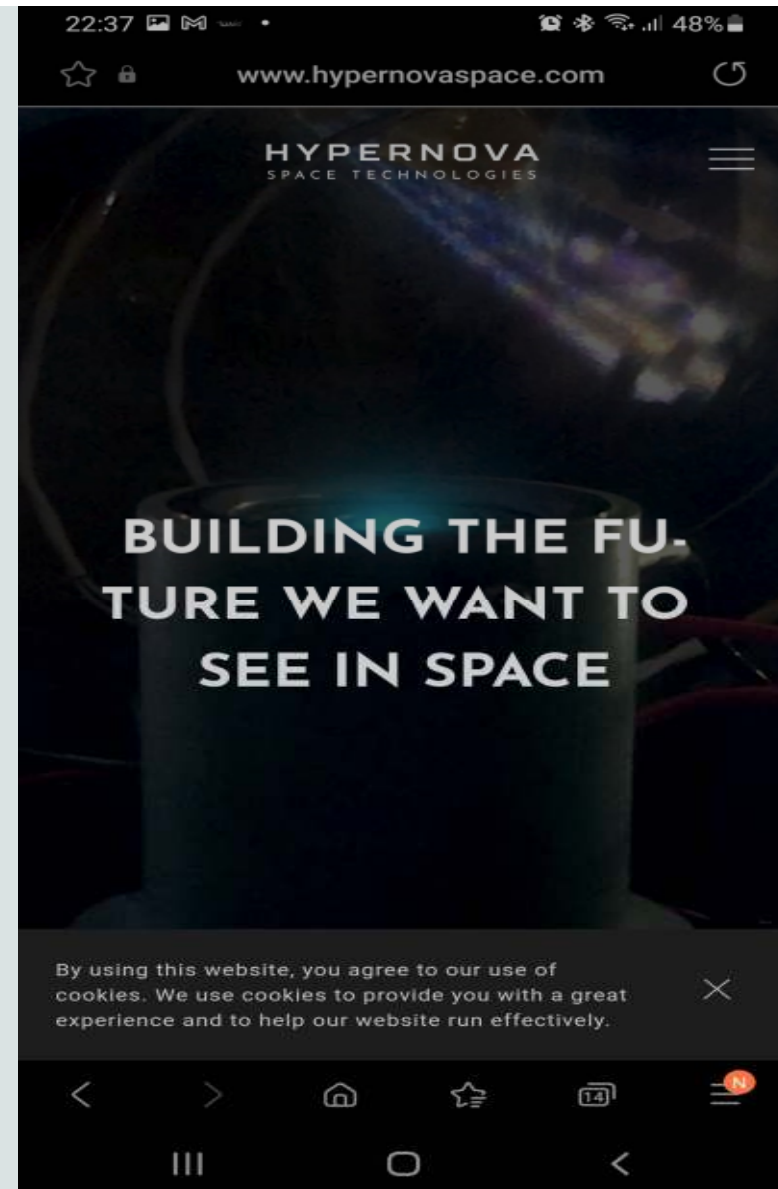 22:37
48%
www.hypernovaspace.com
HYPERNOVA
SPACE TECHNOLOGIES
BUILDING THE FU-
TURE WE WANT TO
SEE IN SPACE
By using this website, you agree to our use of
cookies. We use cookies to provide you with a great
experience and to help our website run effectively.
14
N